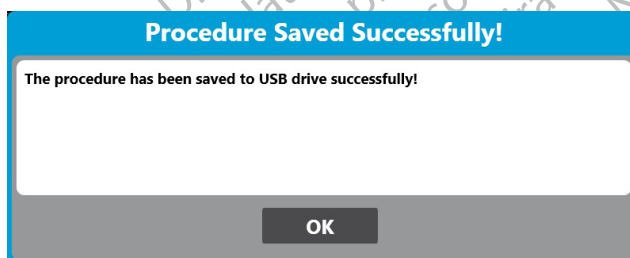 Procedure Saved Successfully!
The procedure has been saved to USB drive successfully!
OK